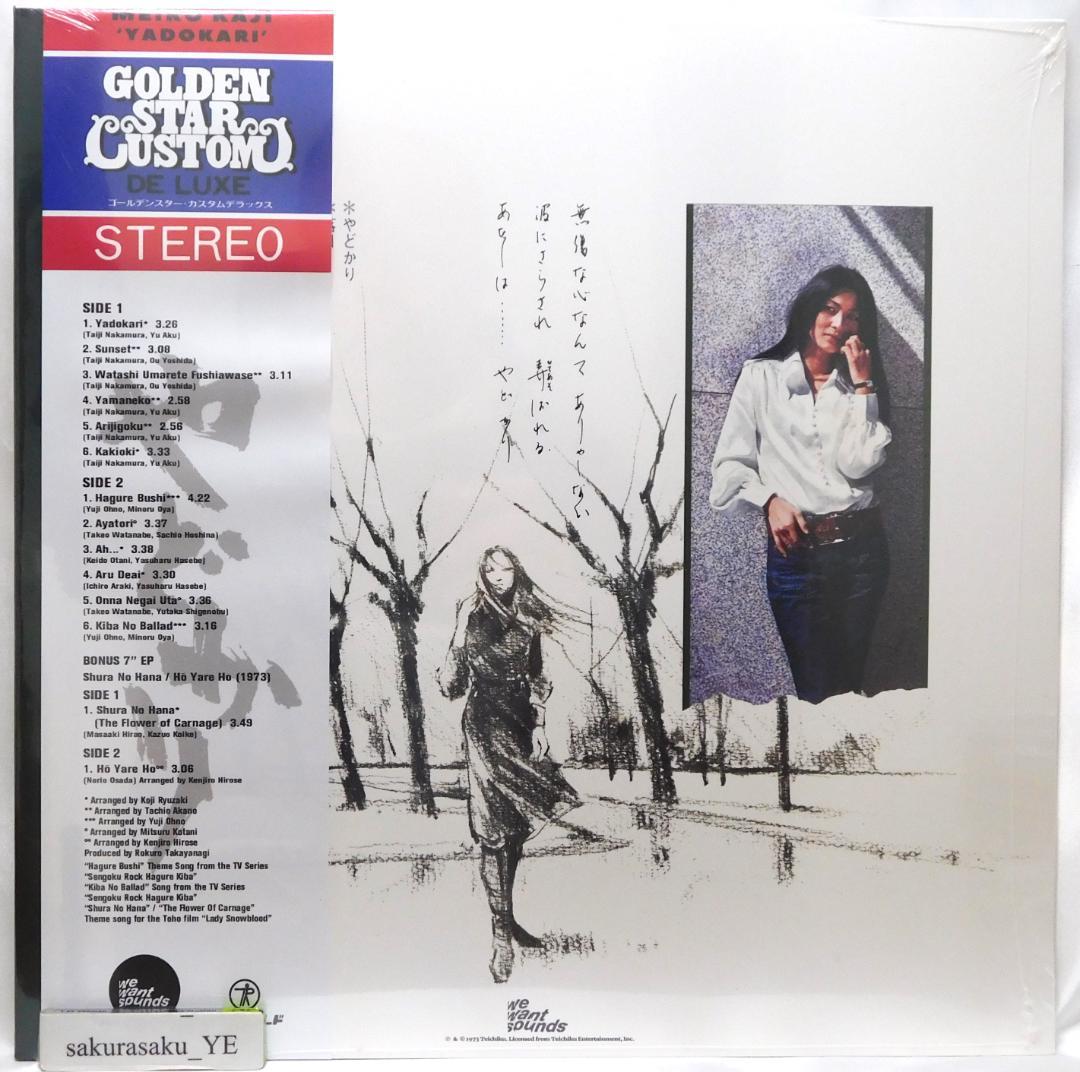 MEIKO KAJI
'YADOKARI'
GOLDEN
STAR
CUSTOM
DE LUXE
ゴールデンスター・カスタムデラックス
STEREO
SIDE 1
1. Yadokari* 3.26
(Taiji Nakamura, Yu Aku)
2. Sunset** 3.08
(Taiji Nakamura, Ou Yoshida)
3. Watashi Umarete Fushiawase** 3.11
(Taiji Nakamura, Ou Yoshida)
4. Yamaneko** 2.58
(Taiji Nakamura, Yu Aku)
5. Arijigoku** 2.56
(Taiji Nakamura, Yu Aku)
6. Kakioki* 3.33
(Taiji Nakamura, Yu Aku)
SIDE 2
1. Hagure Bushi*** 4.22
(Yuji Ohno, Minoru Oya)
2. Ayatori° 3.37
(Takeo Watanabe, Sachio Hoshina)
3. Ah...* 3.38
(Keido Otani, Yasuharu Hasebe)
4. Aru Deai* 3.30
(Ichiro Araki, Yasuharu Hasebe)
5. Onna Negai Uta° 3.36
(Takeo Watanabe, Yutaka Shigenobu)
6. Kiba No Ballad*** 3.16
(Yuji Ohno, Minoru Oya)
BONUS 7" EP
Shura No Hana / Hō Yare Ho (1973)
SIDE 1
1. Shura No Hana*
(The Flower of Carnage) 3.49
(Masaaki Hirao, Kazuo Koike)
SIDE 2
1. Hō Yare Ho°° 3.06
(Norio Osada) Arranged by Kenjiro Hirose
* Arranged by Koji Ryuzaki
** Arranged by Tachio Akano
*** Arranged by Yuji Ohno
° Arranged by Mitsuru Kotani
°° Arranged by Kenjiro Hirose
Produced by Rokuro Takayanagi
"Hagure Bushi" Theme Song from the TV Series
"Sengoku Rock Hagure Kiba"
"Kiba No Ballad" Song from the TV Series
"Sengoku Rock Hagure Kiba"
"Shura No Hana" / "The Flower Of Carnage"
Theme song for the Toho film "Lady Snowblood"
we
want
sounds
sakurasaku_YE
無傷な心なんて ありゃしない
波にさらされ 弄ばれる
あたしは…… やどかり
*やどかり
we
want
sounds
℗ & © 1973 Teichiku. Licensed from Teichiku Entertainment, Inc.